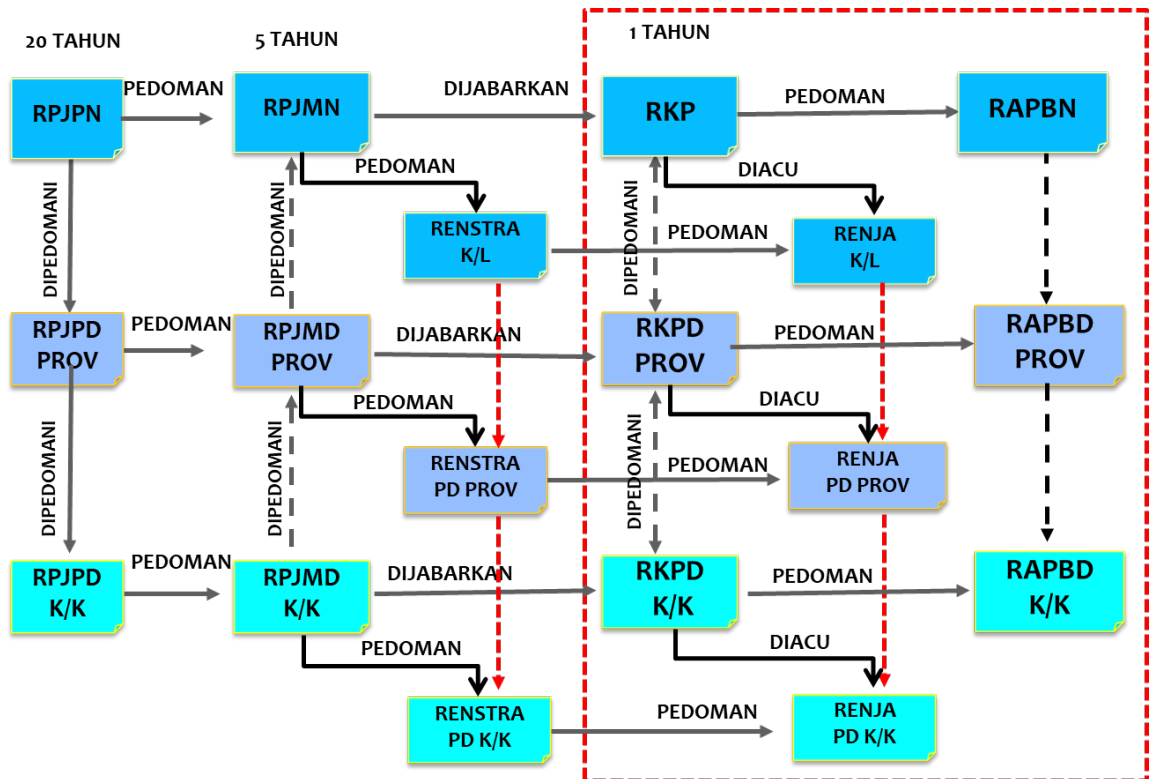 20 TAHUN
5 TAHUN
1 TAHUN
RPJPN
PEDOMAN
RPJMN
DIJABARKAN
RKP
PEDOMAN
RAPBN
PEDOMAN
DIACU
DIPEDOMANI
DIPEDOMANI
DIPEDOMANI
RENSTRA
K/L
PEDOMAN
RENJA
K/L
RPJPD
PROV
PEDOMAN
RPJMD
PROV
DIJABARKAN
RKPD
PROV
RAPBD
PROV
PEDOMAN
DIACU
DIPEDOMANI
DIPEDOMANI
DIPEDOMANI
RENSTRA
PD PROV
PEDOMAN
RENJA
PD PROV
RPJPD
K/K
PEDOMAN
RPJMD
K/K
DIJABARKAN
RKPD
K/K
PEDOMAN
RAPBD
K/K
PEDOMAN
DIACU
RENSTRA
PD K/K
PEDOMAN
RENJA
PD K/K